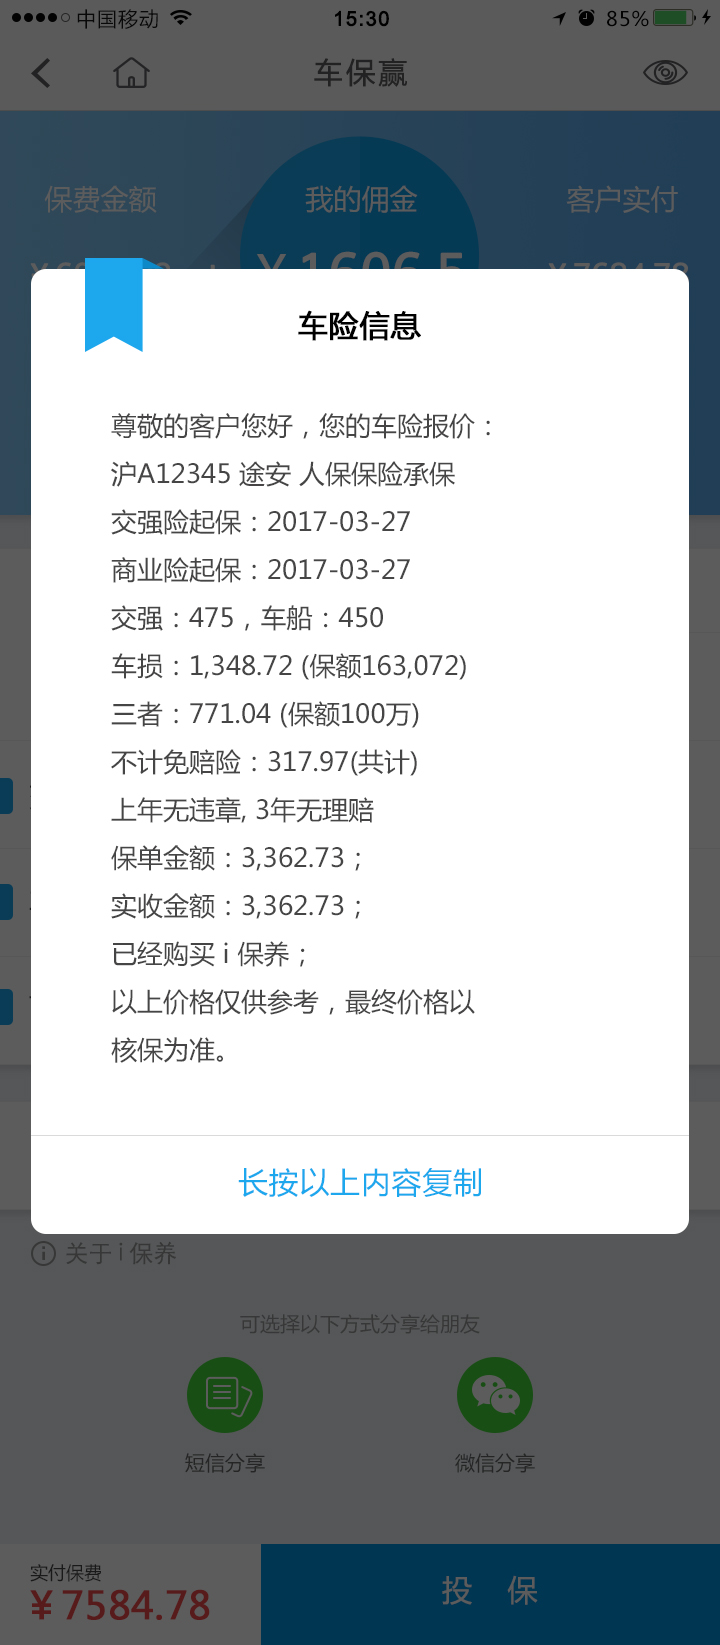 中国移动 15:30 85%
车保赢
保费金额 我的佣金 客户实付
¥ 1606.5 ¥ 7684.78
车险信息
尊敬的客户您好，您的车险报价：
沪A12345 途安 人保保险承保
交强险起保：2017-03-27
商业险起保：2017-03-27
交强：475，车船：450
车损：1,348.72 (保额163,072)
三者：771.04 (保额100万)
不计免赔险：317.97(共计)
上年无违章, 3年无理赔
保单金额：3,362.73；
实收金额：3,362.73；
已经购买 i 保养；
以上价格仅供参考，最终价格以
核保为准。
长按以上内容复制
关于 i 保养
可选择以下方式分享给朋友
短信分享 微信分享
实付保费
¥ 7584.78
投 保